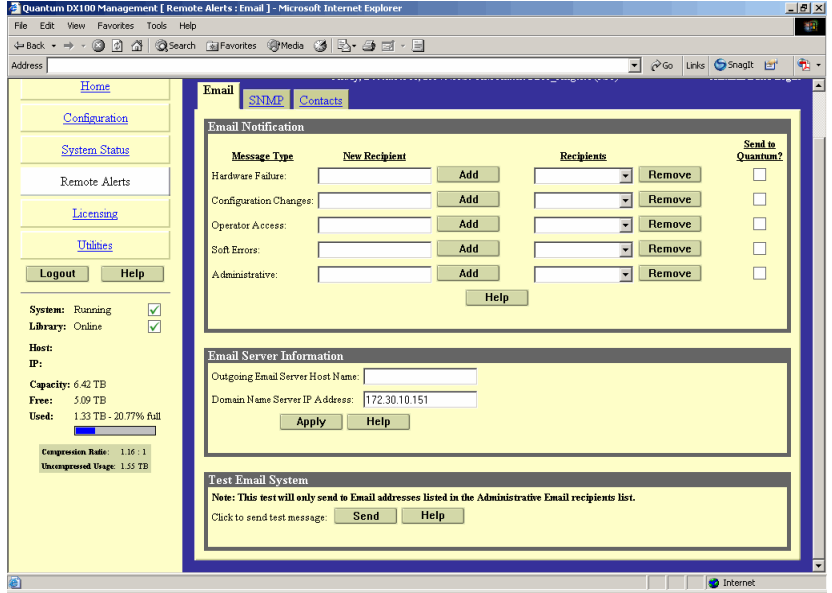 Quantum DX100 Management [ Remote Alerts : Email ] - Microsoft Internet Explorer
File Edit View Favorites Tools Help
Back Search Favorites Media
Address Go Links SnagIt
Home
Configuration
System Status
Remote Alerts
Licensing
Utilities
Logout Help
System: Running
Library: Online
Host:
IP:
Capacity: 6.42 TB
Free: 5.09 TB
Used: 1.33 TB - 20.77% full
Compression Ratio: 1.16 : 1
Uncompressed Usage: 1.55 TB
Email SNMP Contacts
Email Notification
Message Type New Recipient Recipients Send to Quantum?
Hardware Failure: Add Remove
Configuration Changes: Add Remove
Operator Access: Add Remove
Soft Errors: Add Remove
Administrative: Add Remove
Help
Email Server Information
Outgoing Email Server Host Name:
Domain Name Server IP Address: 172.30.10.151
Apply Help
Test Email System
Note: This test will only send to Email addresses listed in the Administrative Email recipients list.
Click to send test message: Send Help
Internet